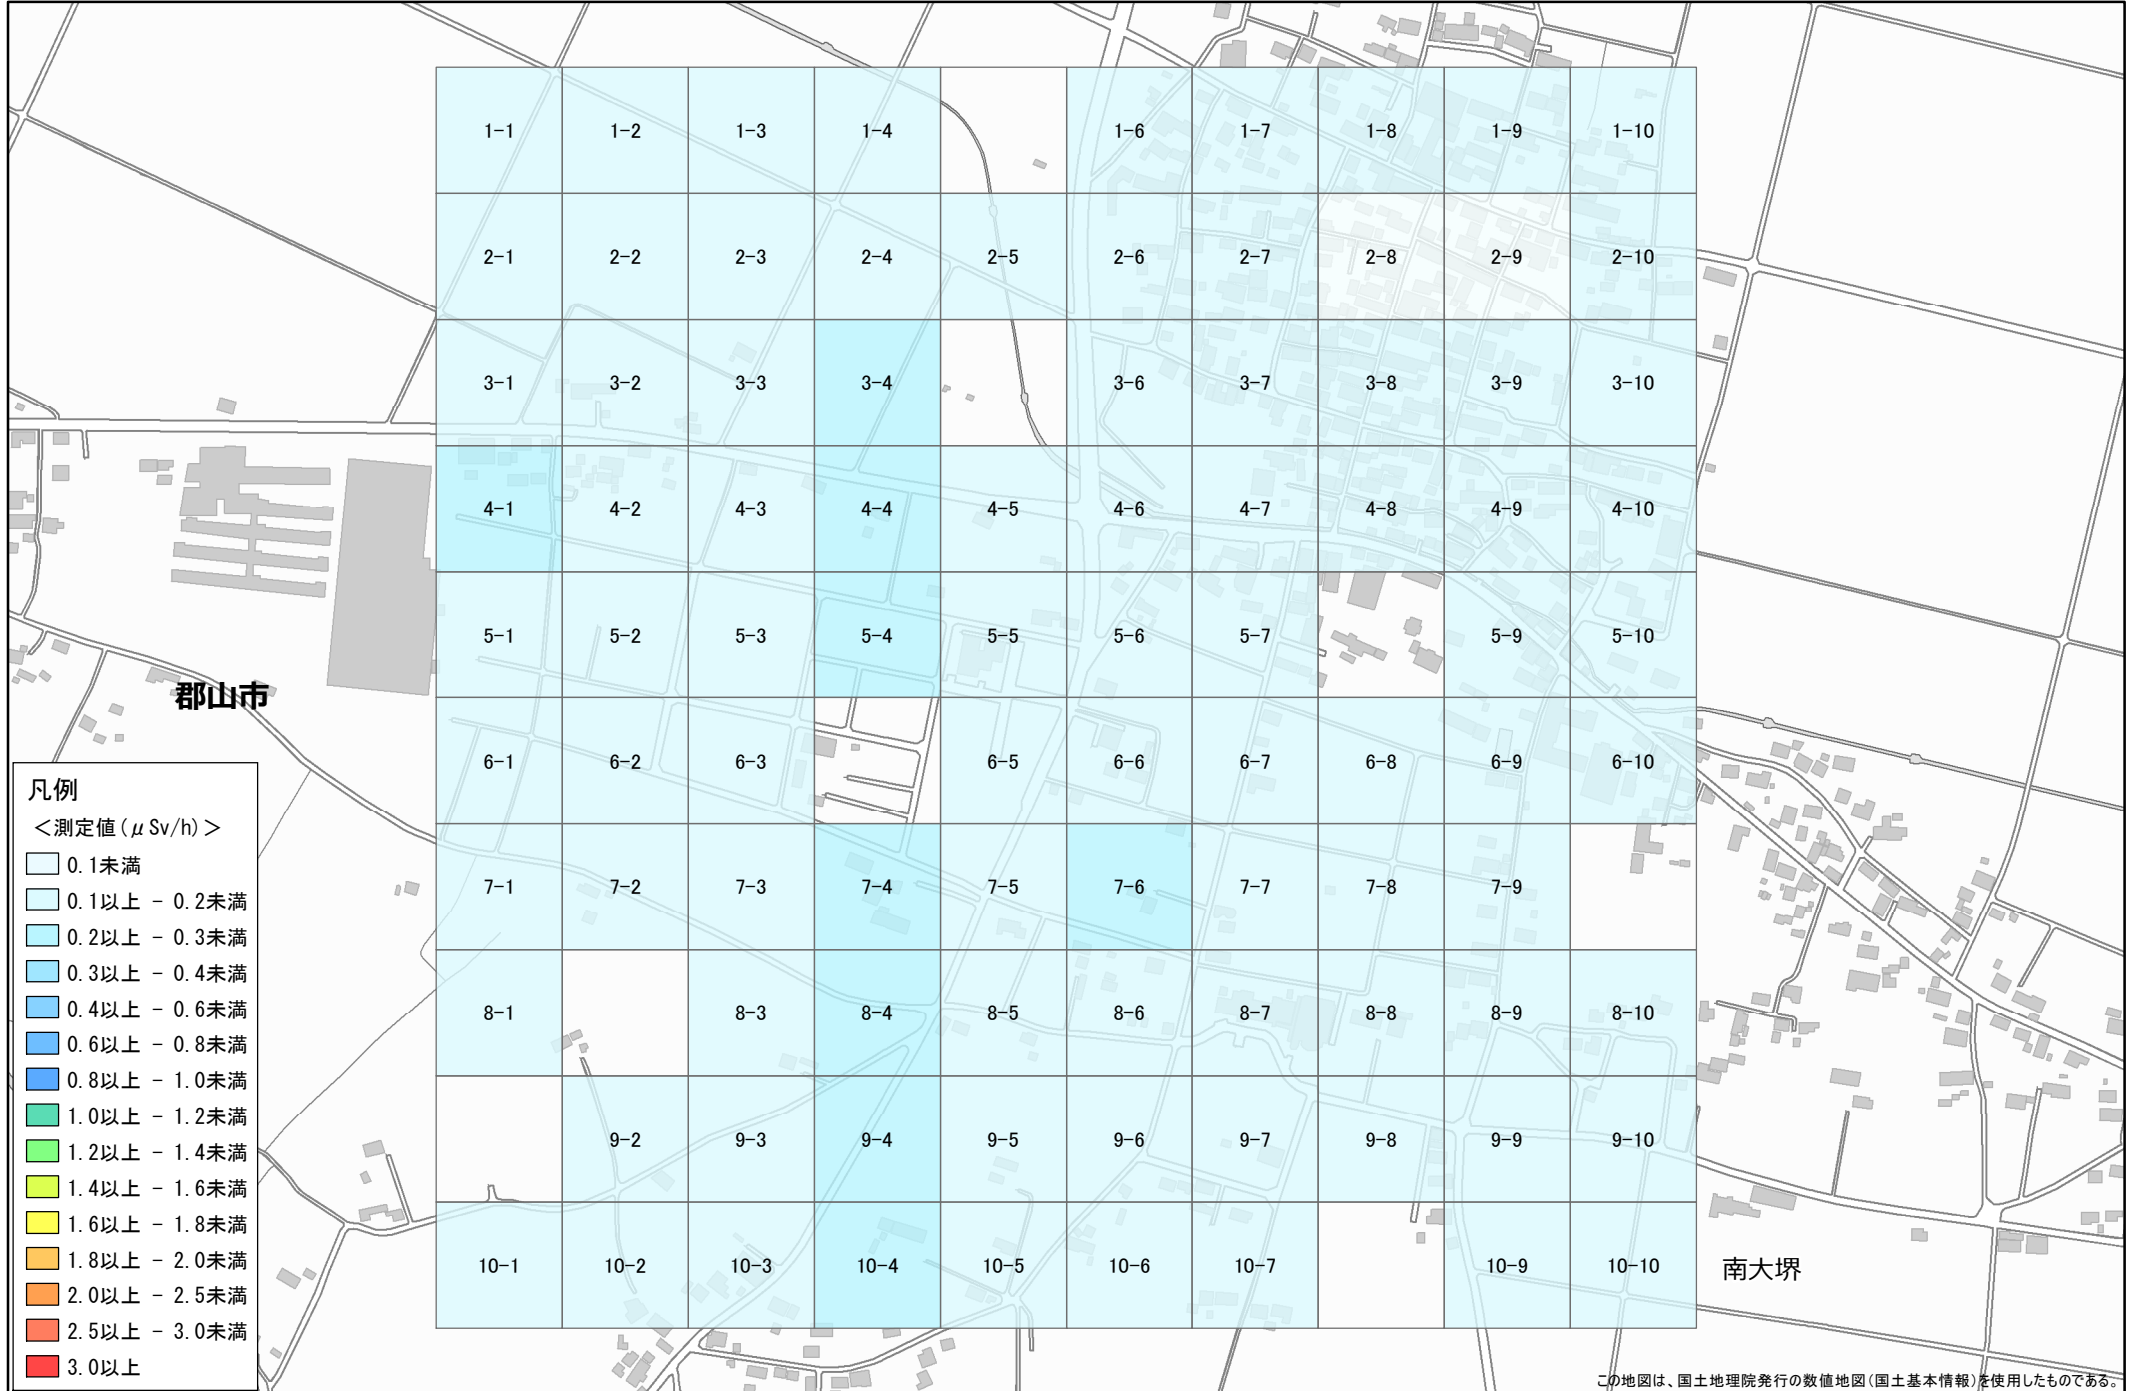 1-1 1-2 1-3 1-4 1-6 1-7 1-8 1-9 1-10
2-1 2-2 2-3 2-4 2-5 2-6 2-7 2-8 2-9 2-10
3-1 3-2 3-3 3-4 3-6 3-7 3-8 3-9 3-10
4-1 4-2 4-3 4-4 4-5 4-6 4-7 4-8 4-9 4-10
5-1 5-2 5-3 5-4 5-5 5-6 5-7 5-9 5-10
郡山市
6-1 6-2 6-3 6-5 6-6 6-7 6-8 6-9 6-10
7-1 7-2 7-3 7-4 7-5 7-6 7-7 7-8 7-9
8-1 8-3 8-4 8-5 8-6 8-7 8-8 8-9 8-10
9-2 9-3 9-4 9-5 9-6 9-7 9-8 9-9 9-10
10-1 10-2 10-3 10-4 10-5 10-6 10-7 10-9 10-10
南大堺
凡例
＜測定値(μSv/h)＞
0.1未満
0.1以上 - 0.2未満
0.2以上 - 0.3未満
0.3以上 - 0.4未満
0.4以上 - 0.6未満
0.6以上 - 0.8未満
0.8以上 - 1.0未満
1.0以上 - 1.2未満
1.2以上 - 1.4未満
1.4以上 - 1.6未満
1.6以上 - 1.8未満
1.8以上 - 2.0未満
2.0以上 - 2.5未満
2.5以上 - 3.0未満
3.0以上
この地図は、国土地理院発行の数値地図(国土基本情報)を使用したものである。